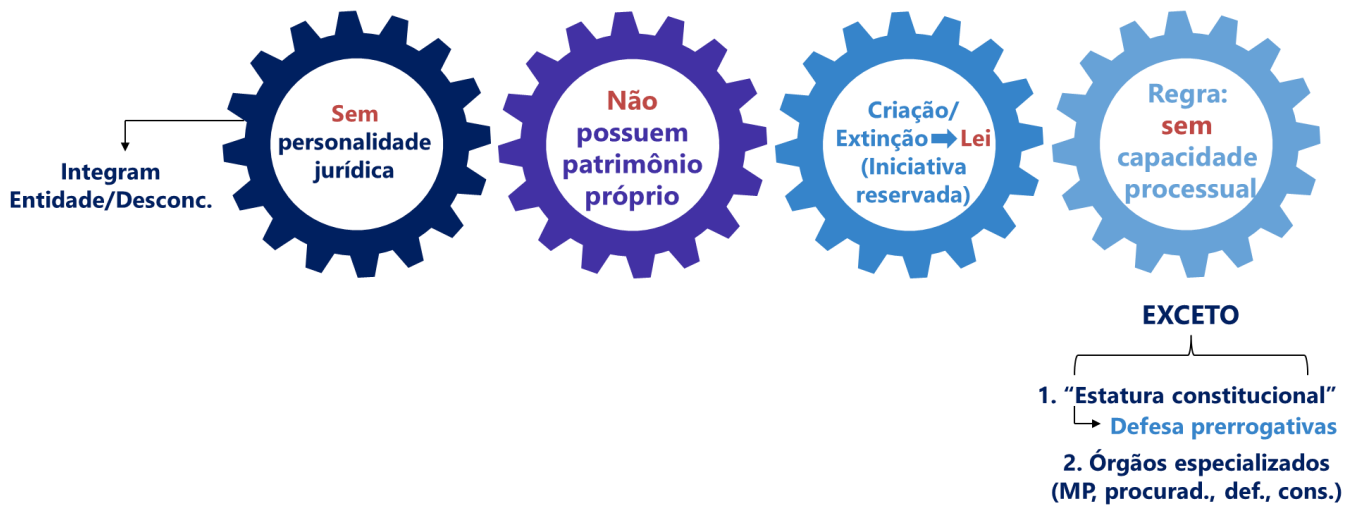 Integram
Entidade/Desconc.
Sem
personalidade
jurídica
Não
possuem
patrimônio
próprio
Criação/
Extinção Lei
(Iniciativa
reservada)
Regra:
sem
capacidade
processual
EXCETO
1. “Estatura constitucional”
Defesa prerrogativas
2. Órgãos especializados
(MP, procurad., def., cons.)